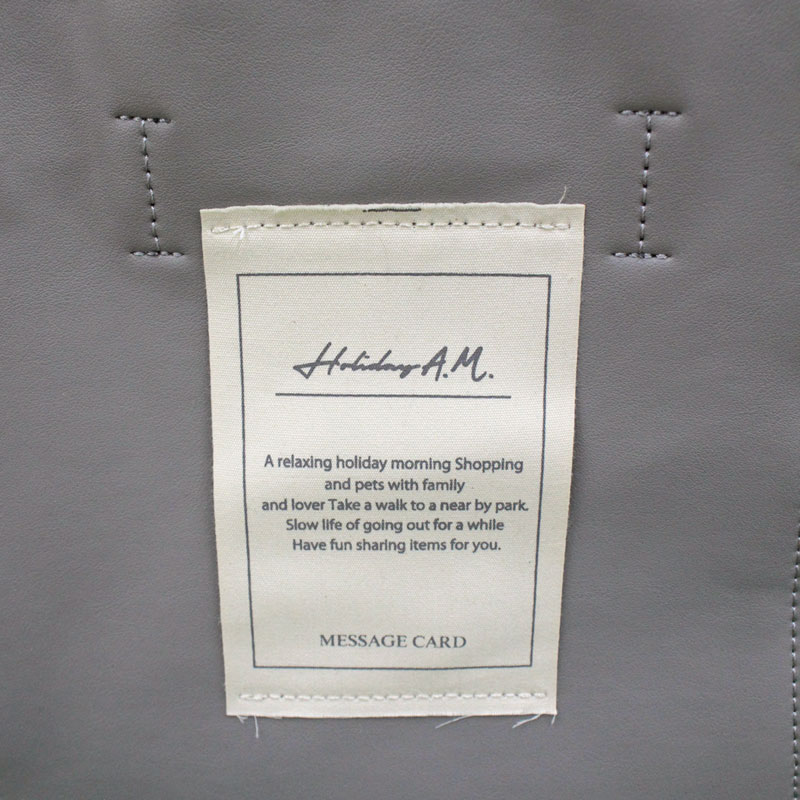 Holiday A.M.
A relaxing holiday morning Shopping
and pets with family
and lover Take a walk to a near by park.
Slow life of going out for a while
Have fun sharing items for you.
MESSAGE CARD